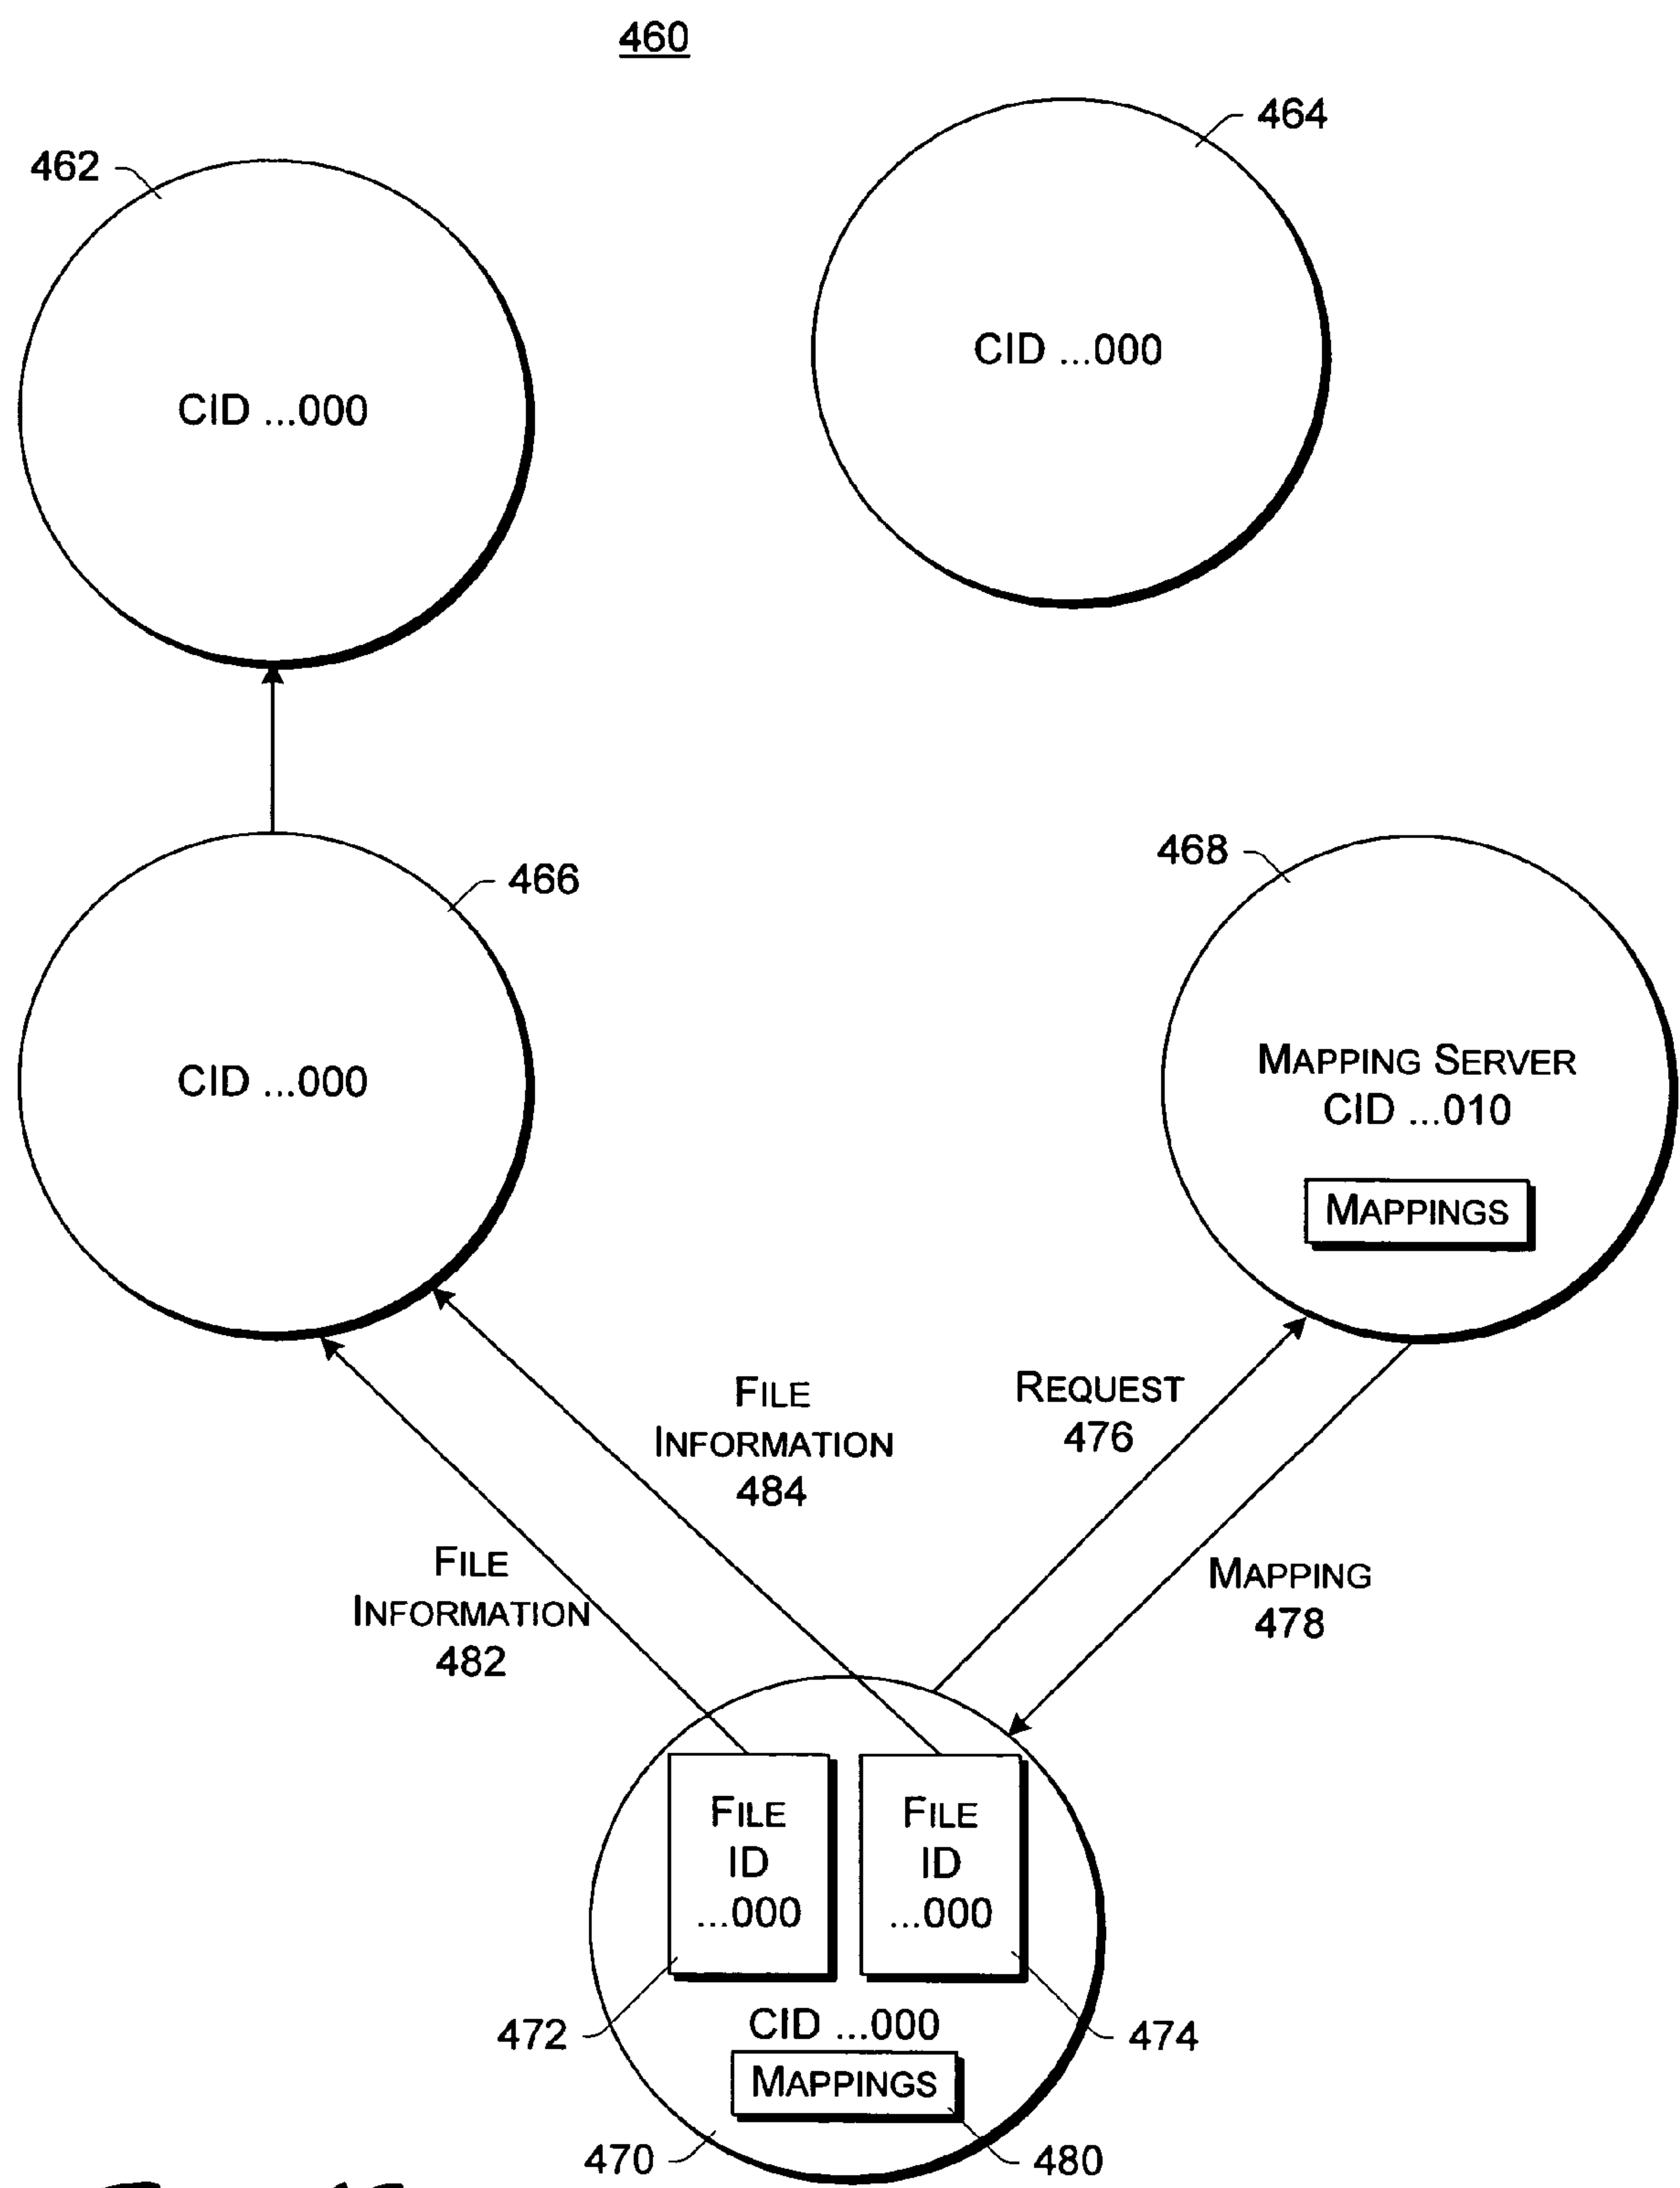 460
464
462
CID ...000
CID ...000
468
466
MAPPING SERVER
CID ...010
CID ...000
MAPPINGS
FILE
INFORMATION
484
REQUEST
476
FILE
INFORMATION
482
MAPPING
478
FILE
ID
...000
FILE
ID
...000
472
CID ...000
474
MAPPINGS
470
480